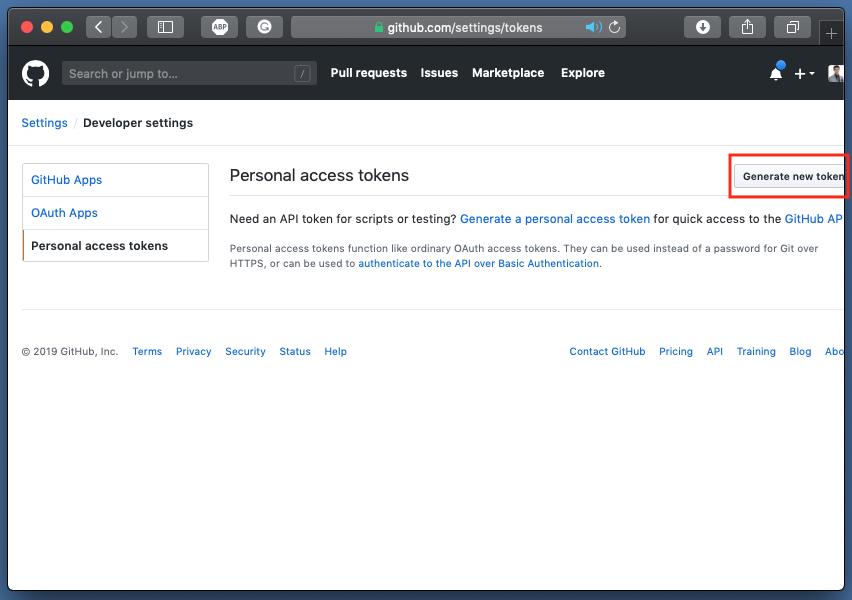 ABP
github.com/settings/tokens
Search or jump to…
/
Pull requests Issues Marketplace Explore
Settings / Developer settings
GitHub Apps
OAuth Apps
Personal access tokens
Personal access tokens
Generate new token
Need an API token for scripts or testing? Generate a personal access token for quick access to the GitHub AP
Personal access tokens function like ordinary OAuth access tokens. They can be used instead of a password for Git over
HTTPS, or can be used to authenticate to the API over Basic Authentication.
© 2019 GitHub, Inc. Terms Privacy Security Status Help
Contact GitHub Pricing API Training Blog Abo